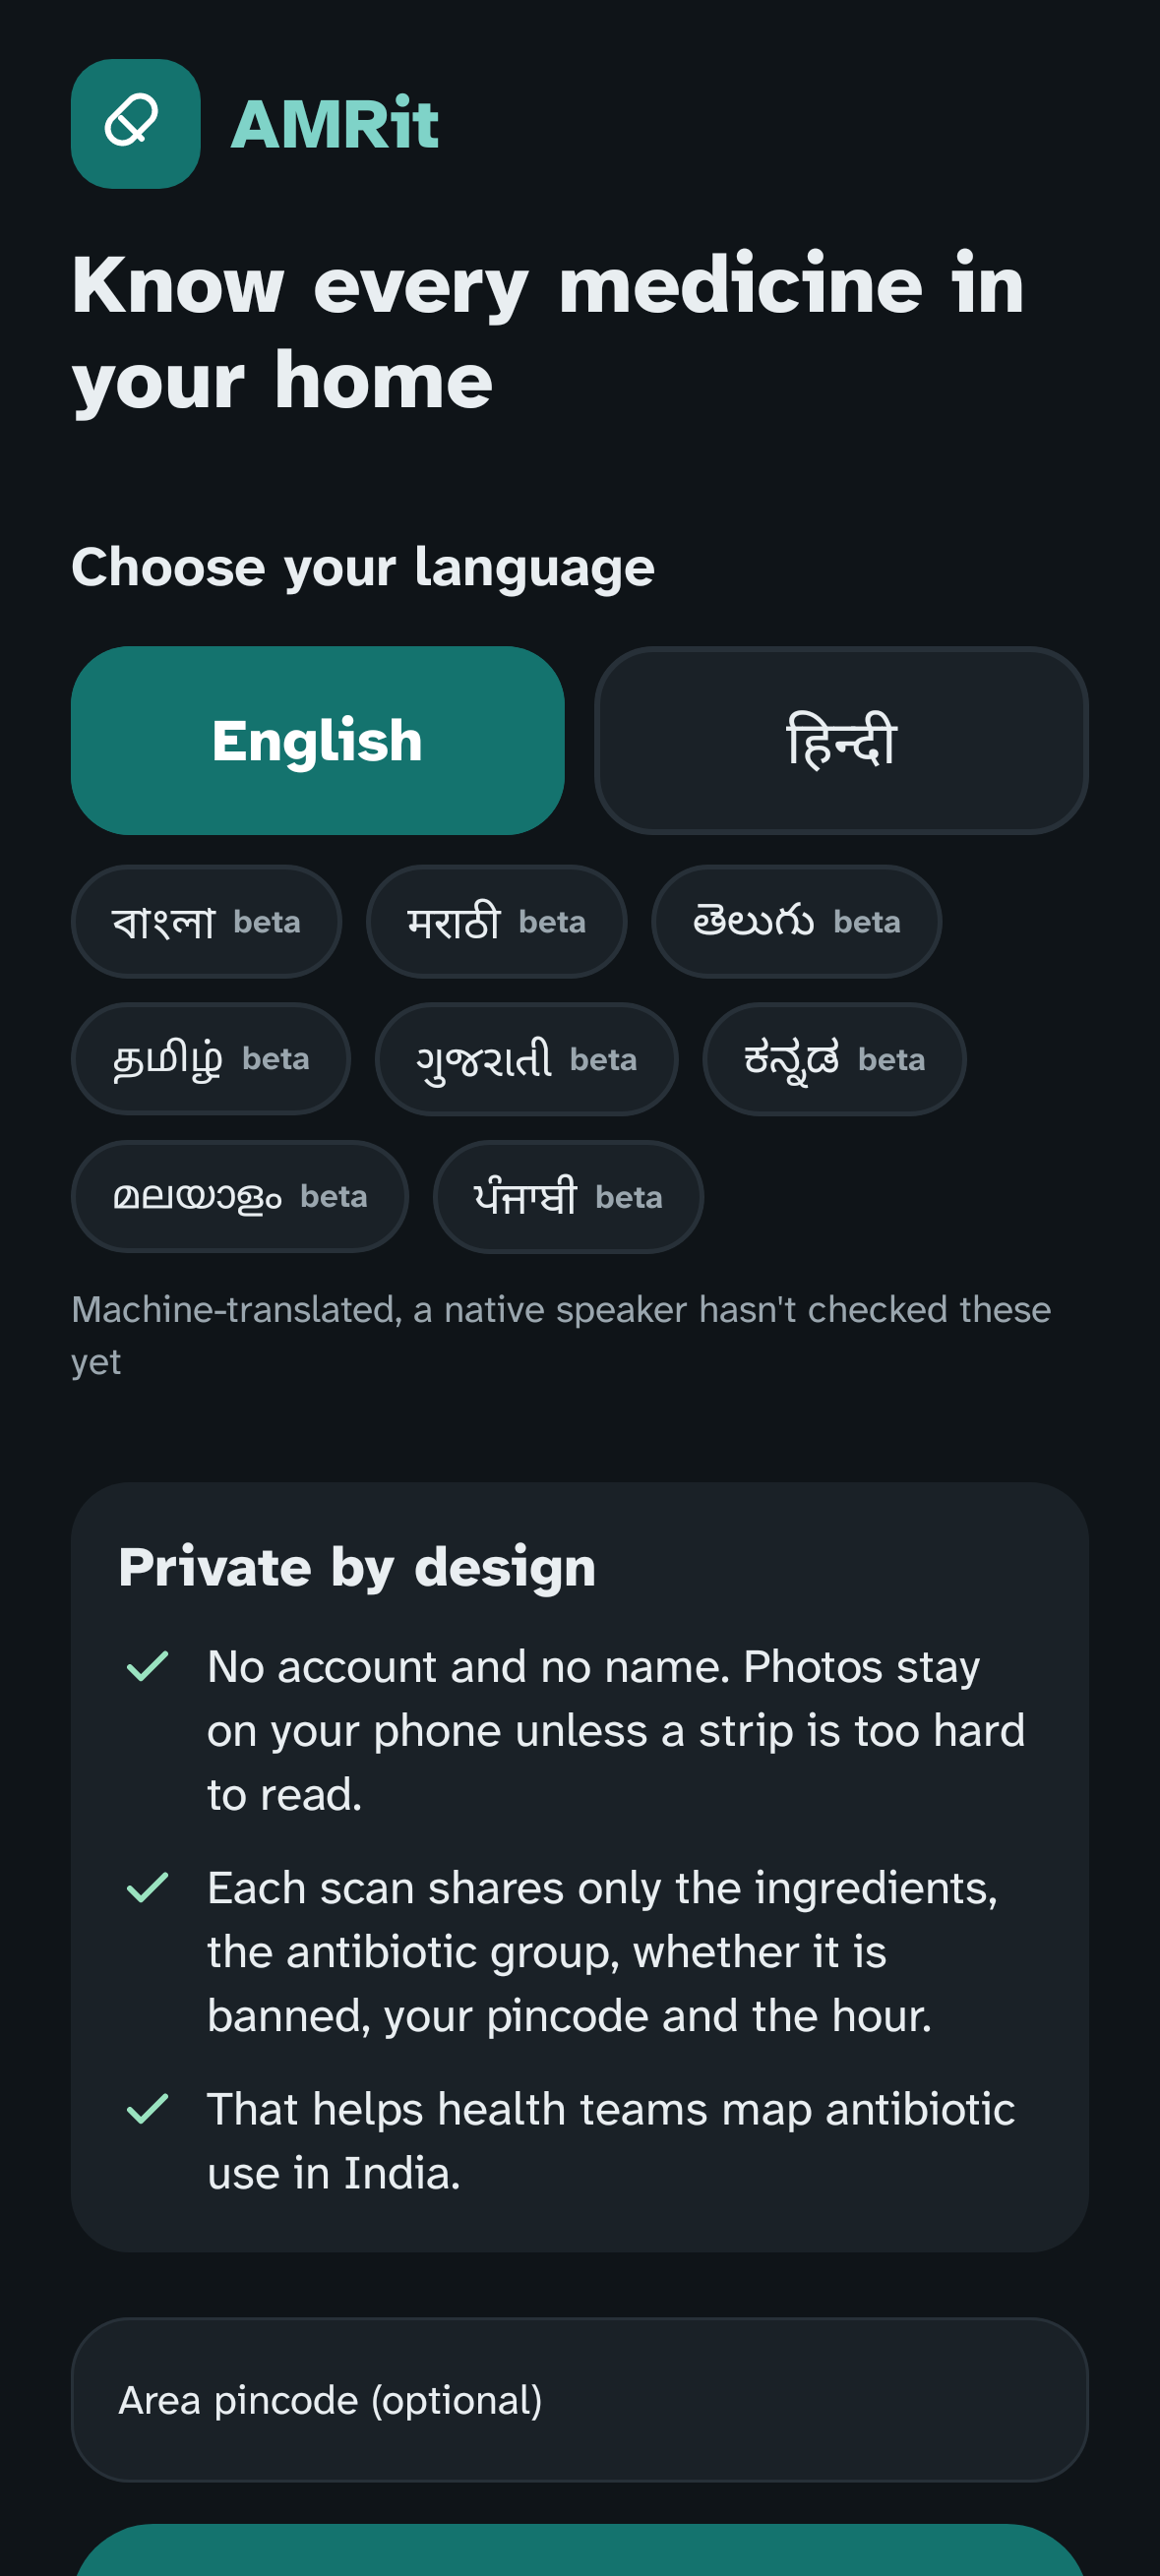 AMRit
Know every medicine in
your home
Choose your language
English
हिन्दी
বাংলা beta
मराठी beta
తెలుగు beta
தமிழ் beta
ગુજરાતી beta
ಕನ್ನಡ beta
മലയാളം beta
ਪੰਜਾਬੀ beta
Machine-translated, a native speaker hasn't checked these
yet
Private by design
No account and no name. Photos stay
on your phone unless a strip is too hard
to read.
Each scan shares only the ingredients,
the antibiotic group, whether it is
banned, your pincode and the hour.
That helps health teams map antibiotic
use in India.
Area pincode (optional)